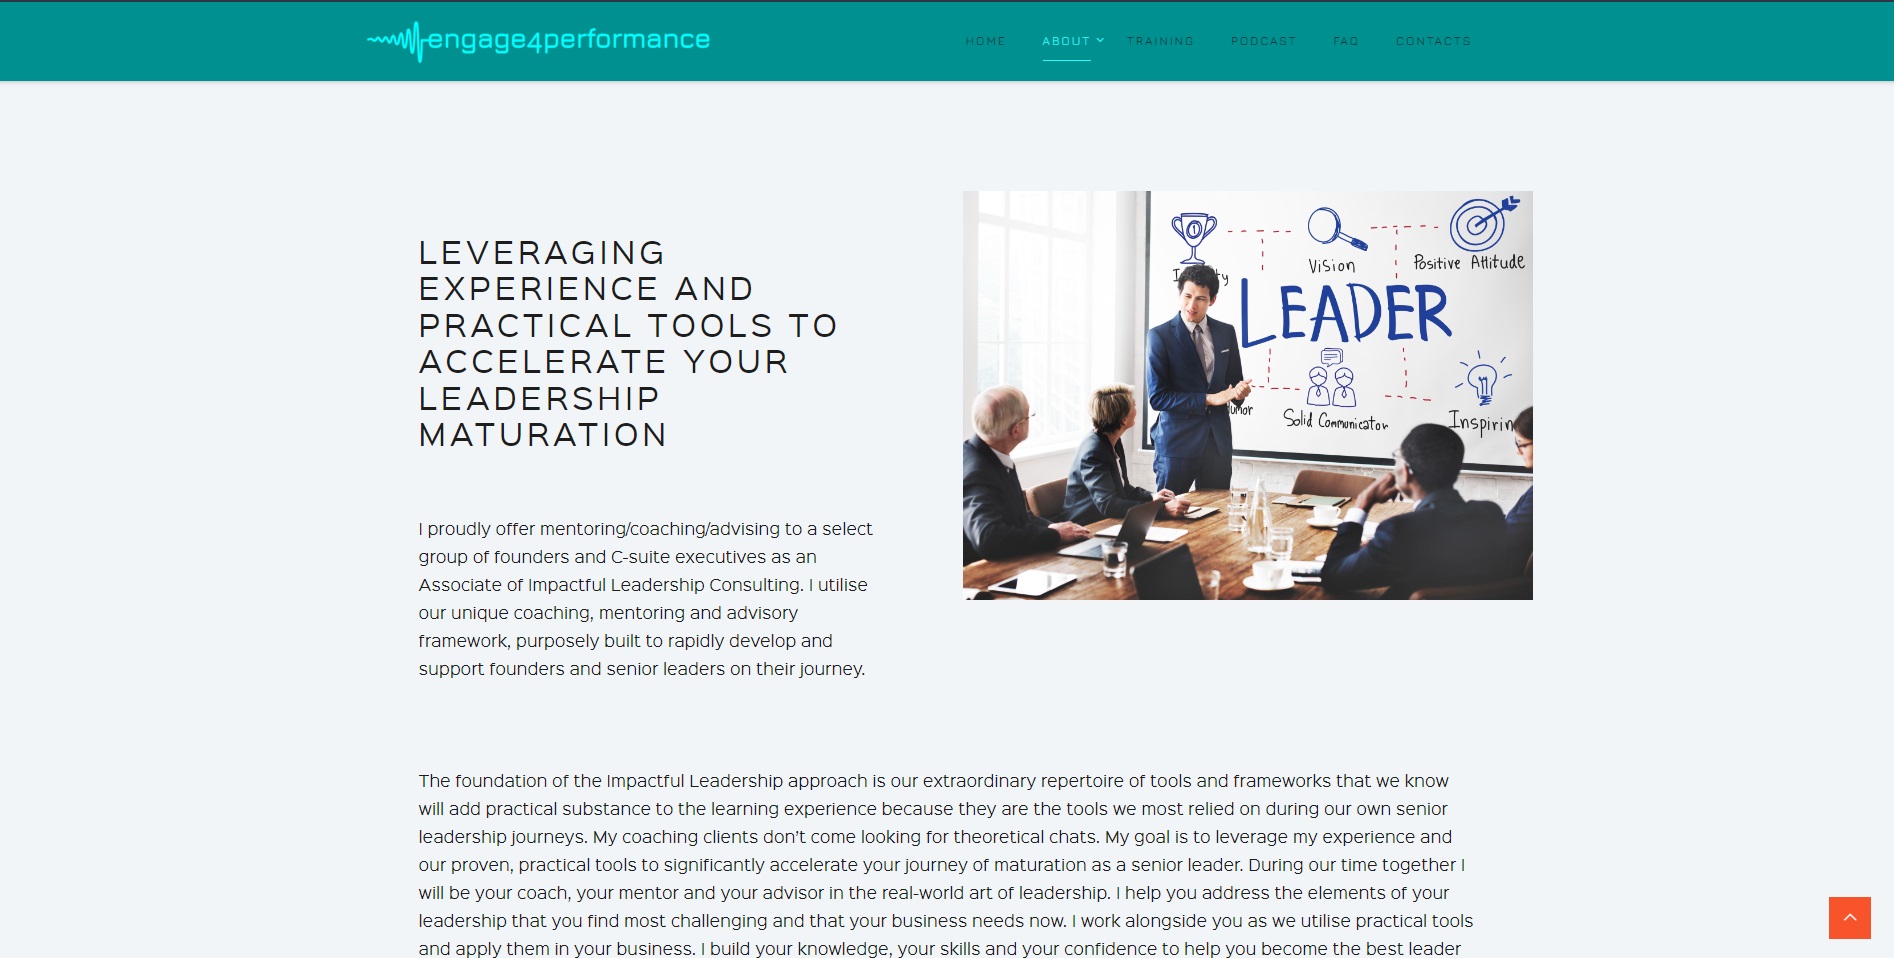 engage4performance
HOME ABOUT TRAINING PODCAST FAQ CONTACTS
LEVERAGING
EXPERIENCE AND
PRACTICAL TOOLS TO
ACCELERATE YOUR
LEADERSHIP
MATURATION
Vision
Positive Attitude
LEADER
Solid Communicator
I proudly offer mentoring/coaching/advising to a select
group of founders and C-suite executives as an
Associate of Impactful Leadership Consulting. I utilise
our unique coaching, mentoring and advisory
framework, purposely built to rapidly develop and
support founders and senior leaders on their journey.
The foundation of the Impactful Leadership approach is our extraordinary repertoire of tools and frameworks that we know
will add practical substance to the learning experience because they are the tools we most relied on during our own senior
leadership journeys. My coaching clients don’t come looking for theoretical chats. My goal is to leverage my experience and
our proven, practical tools to significantly accelerate your journey of maturation as a senior leader. During our time together I
will be your coach, your mentor and your advisor in the real-world art of leadership. I help you address the elements of your
leadership that you find most challenging and that your business needs now. I work alongside you as we utilise practical tools
and apply them in your business. I build your knowledge, your skills and your confidence to help you become the best leader